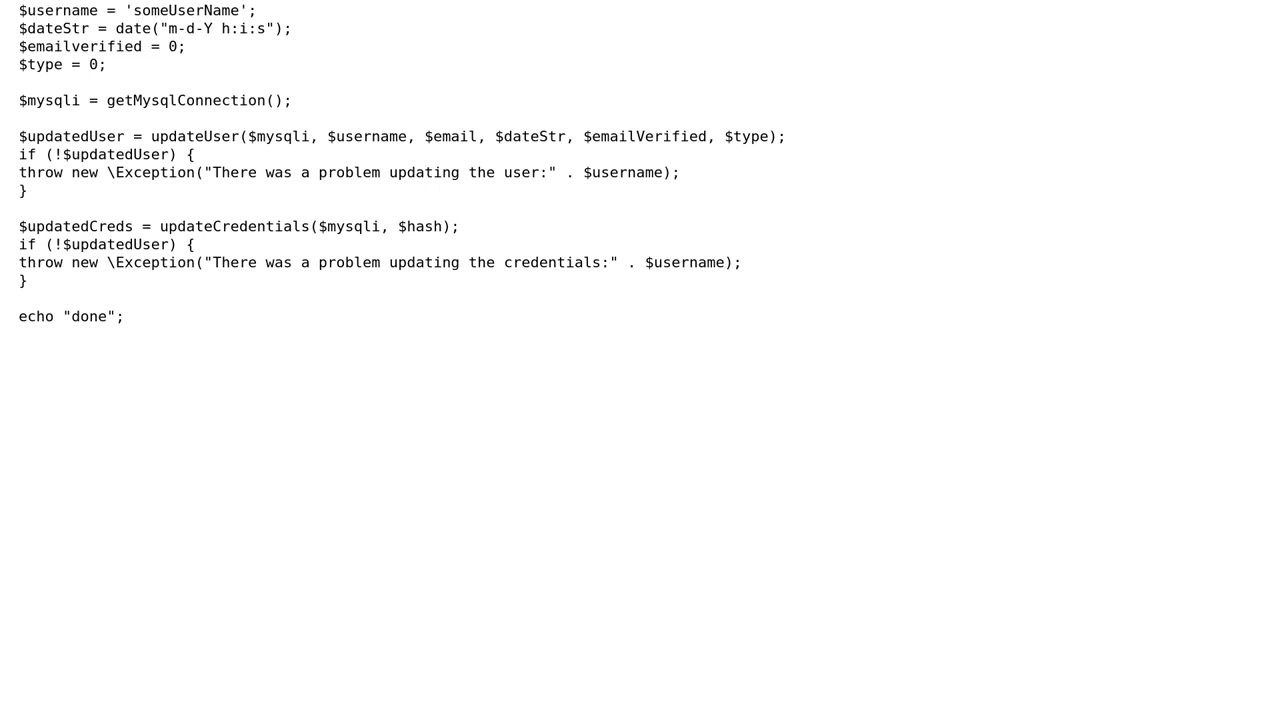 $username = 'someUserName';
$dateStr = date("m-d-Y h:i:s");
$emailverified = 0;
$type = 0;

$mysqli = getMysqlConnection();

$updatedUser = updateUser($mysqli, $username, $email, $dateStr, $emailVerified, $type);
if (!$updatedUser) {
throw new \Exception("There was a problem updating the user:" . $username);
}

$updatedCreds = updateCredentials($mysqli, $hash);
if (!$updatedUser) {
throw new \Exception("There was a problem updating the credentials:" . $username);
}

echo "done";